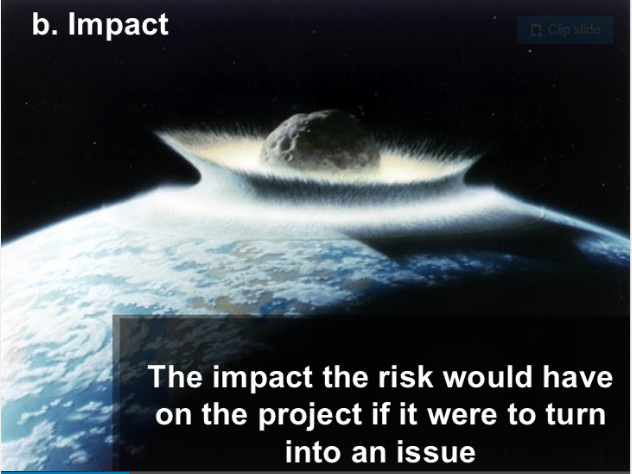 b. Impact
Clip slide
The impact the risk would have
on the project if it were to turn
into an issue